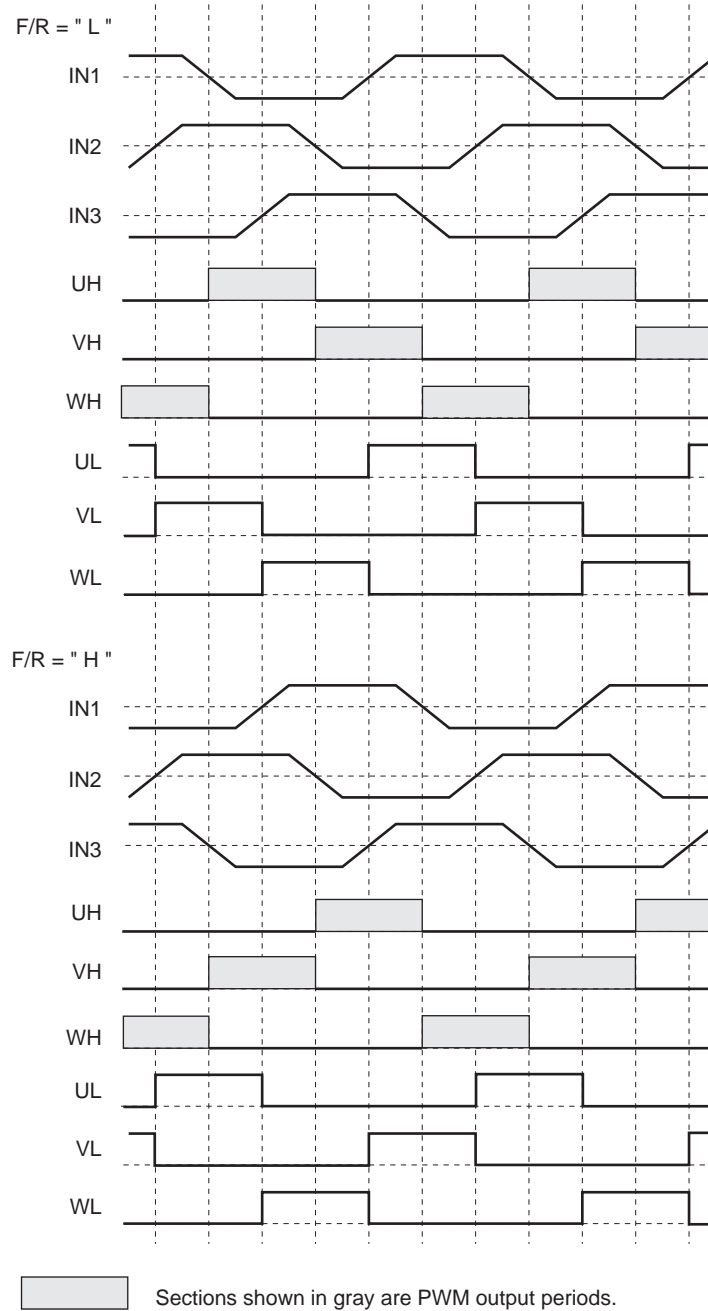 F/R = " L "
IN1
IN2
IN3
UH
VH
WH
UL
VL
WL
F/R = " H "
IN1
IN2
IN3
UH
VH
WH
UL
VL
WL
Sections shown in gray are PWM output periods.